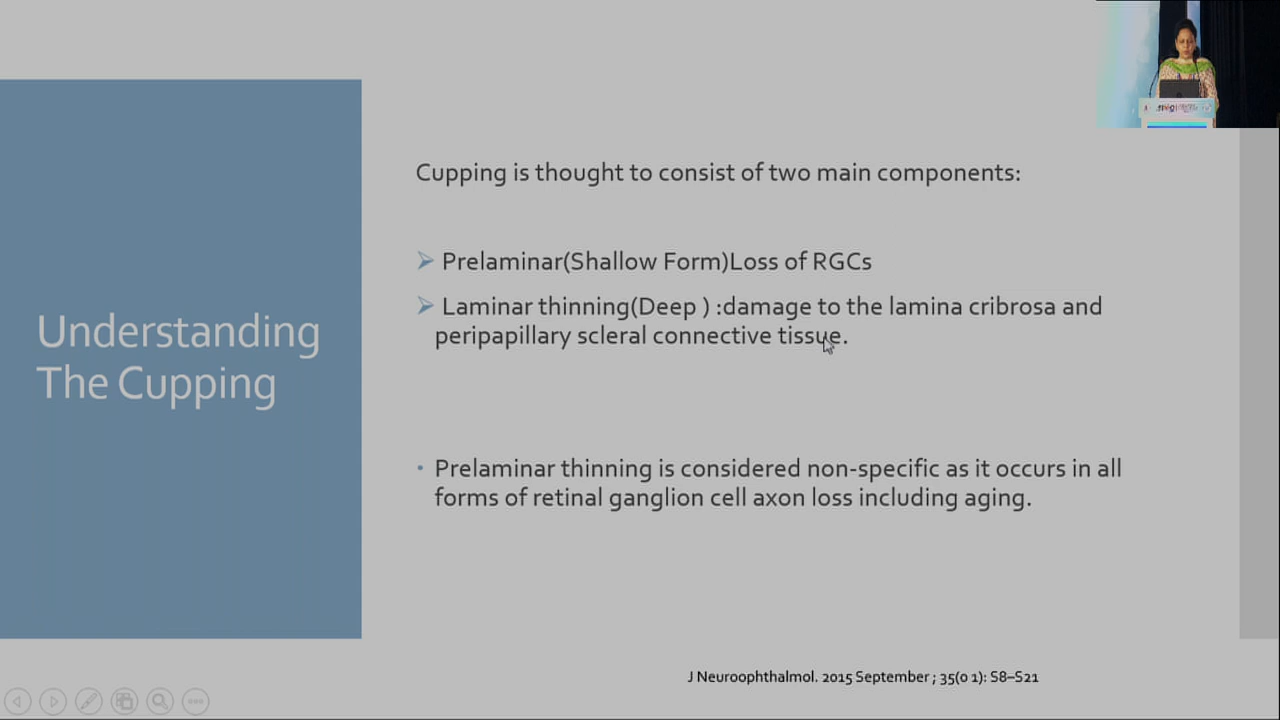 Understanding
The Cupping
Cupping is thought to consist of two main components:
➢ Prelaminar(Shallow Form)Loss of RGCs
➢ Laminar thinning(Deep ) :damage to the lamina cribrosa and
peripapillary scleral connective tissue.
• Prelaminar thinning is considered non-specific as it occurs in all
forms of retinal ganglion cell axon loss including aging.
J Neuroophthalmol. 2015 September ; 35(0 1): S8–S21